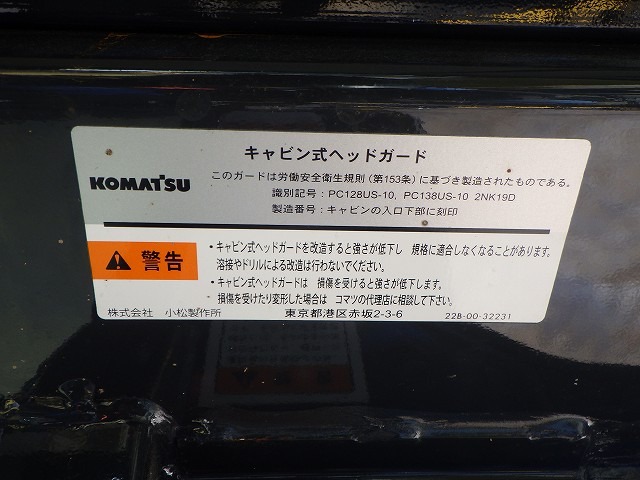 キャビン式ヘッドガード
KOMATSU
このガードは労働安全衛生規則(第153条)に基づき製造されたものである。
識別記号：PC128US-10, PC138US-10 2NK19D
製造番号：キャビンの入口下部に刻印
警告
・キャビン式ヘッドガードを改造すると強さが低下し 規格に適合しなくなることがあります。
溶接やドリルによる改造は行わないでください。
・キャビン式ヘッドガードは 損傷を受けると強さが低下します。
損傷を受けたり変形した場合は コマツの代理店に相談して下さい。
株式会社 小松製作所 東京都港区赤坂2-3-6 22B-00-32231